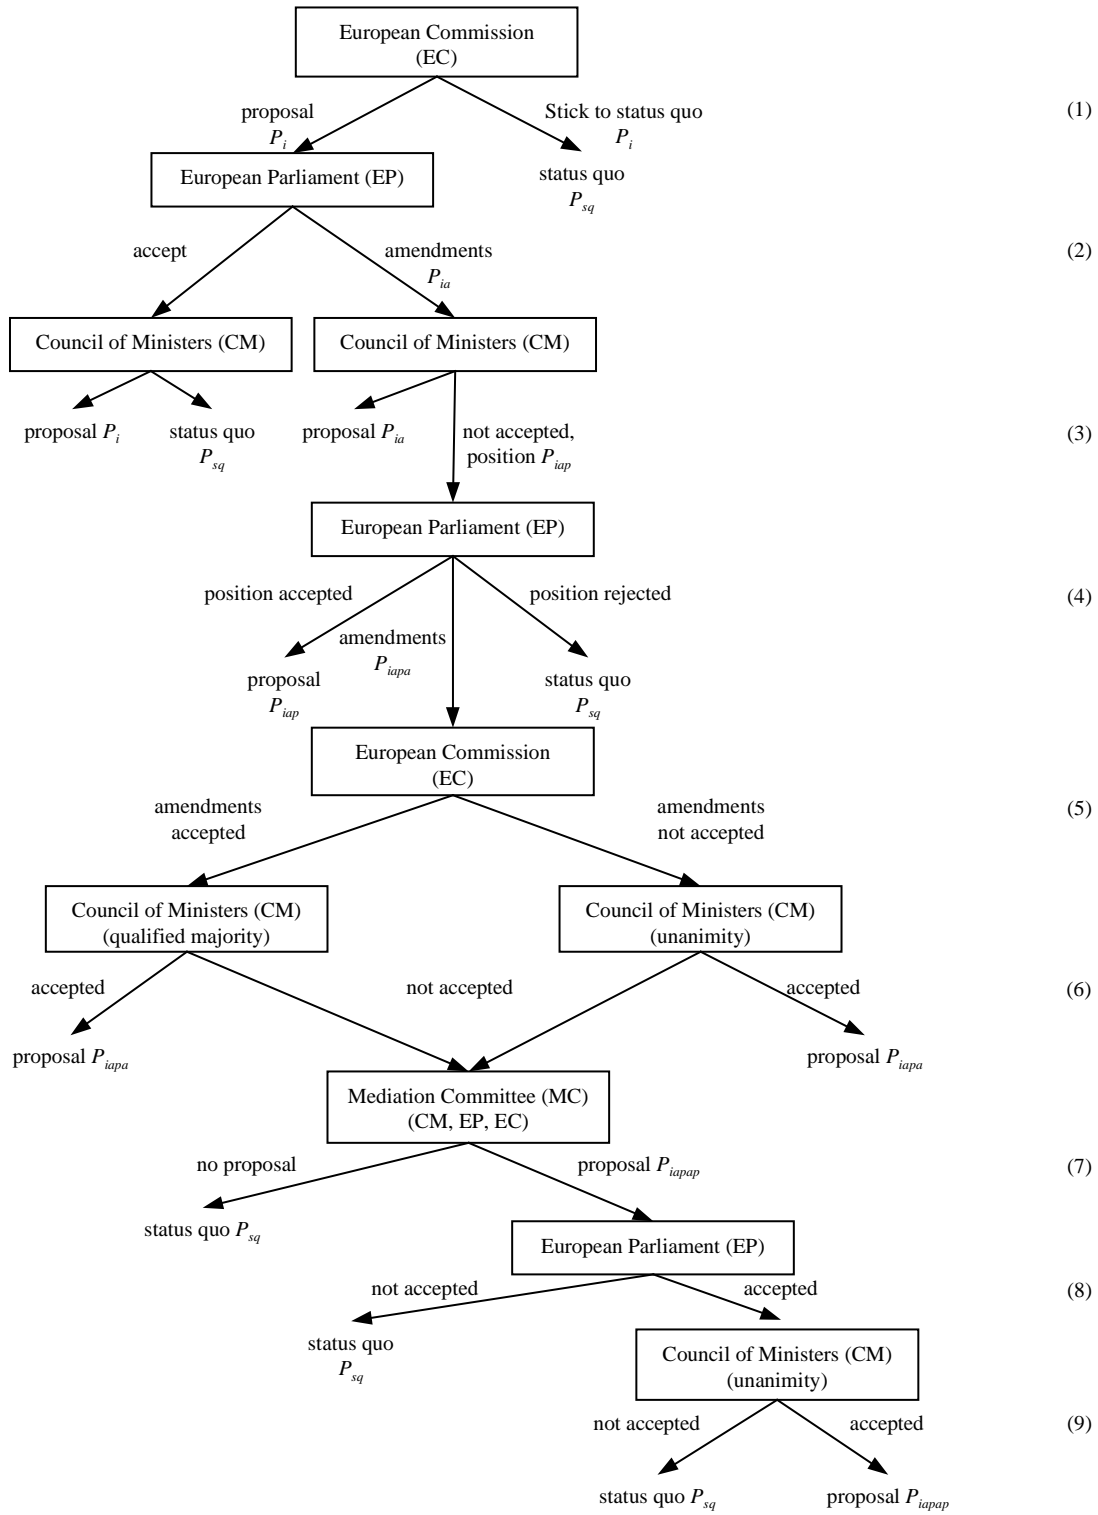 European Commission
(EC)
proposal
P_i
Stick to status quo
P_i
(1)
European Parliament (EP)
status quo
P_sq
accept
amendments
P_ia
(2)
Council of Ministers (CM)
Council of Ministers (CM)
proposal P_i
status quo
P_sq
proposal P_ia
not accepted,
position P_iap
(3)
European Parliament (EP)
position accepted
position rejected
(4)
amendments
P_iapa
proposal
P_iap
status quo
P_sq
European Commission
(EC)
amendments
accepted
amendments
not accepted
(5)
Council of Ministers (CM)
(qualified majority)
Council of Ministers (CM)
(unanimity)
accepted
not accepted
accepted
(6)
proposal P_iapa
proposal P_iapa
Mediation Committee (MC)
(CM, EP, EC)
no proposal
proposal P_iapap
(7)
status quo P_sq
European Parliament (EP)
not accepted
accepted
(8)
status quo
P_sq
Council of Ministers (CM)
(unanimity)
not accepted
accepted
(9)
status quo P_sq
proposal P_iapap